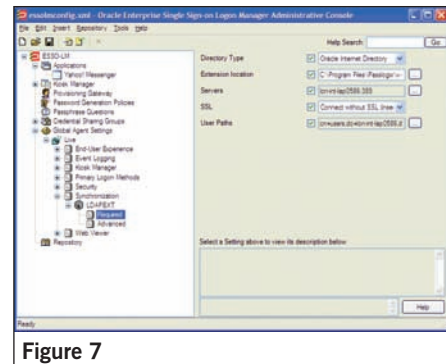 essolmconfig.xml - Oracle Enterprise Single Sign-on Logon Manager Administrative Console
File Edit Insert Repository Tools Help
Help Search: Go
ESSO-LM
Applications
Yahoo! Messenger
Kiosk Manager
Provisioning Gateway
Password Generation Policies
Passphrase Questions
Credential Sharing Groups
Global Agent Settings
Live
End-User Experience
Event Logging
Kiosk Manager
Primary Logon Methods
Security
Synchronization
LDAPEXT
Required
Advanced
Web Viewer
Repository
Directory Type Oracle Internet Directory
Extension location C:\Program Files\Passlogix\v- ...
Servers ...
SSL Connect without SSL
User Paths ...
Select a Setting above to view its description below
Help
Ready
Figure 7